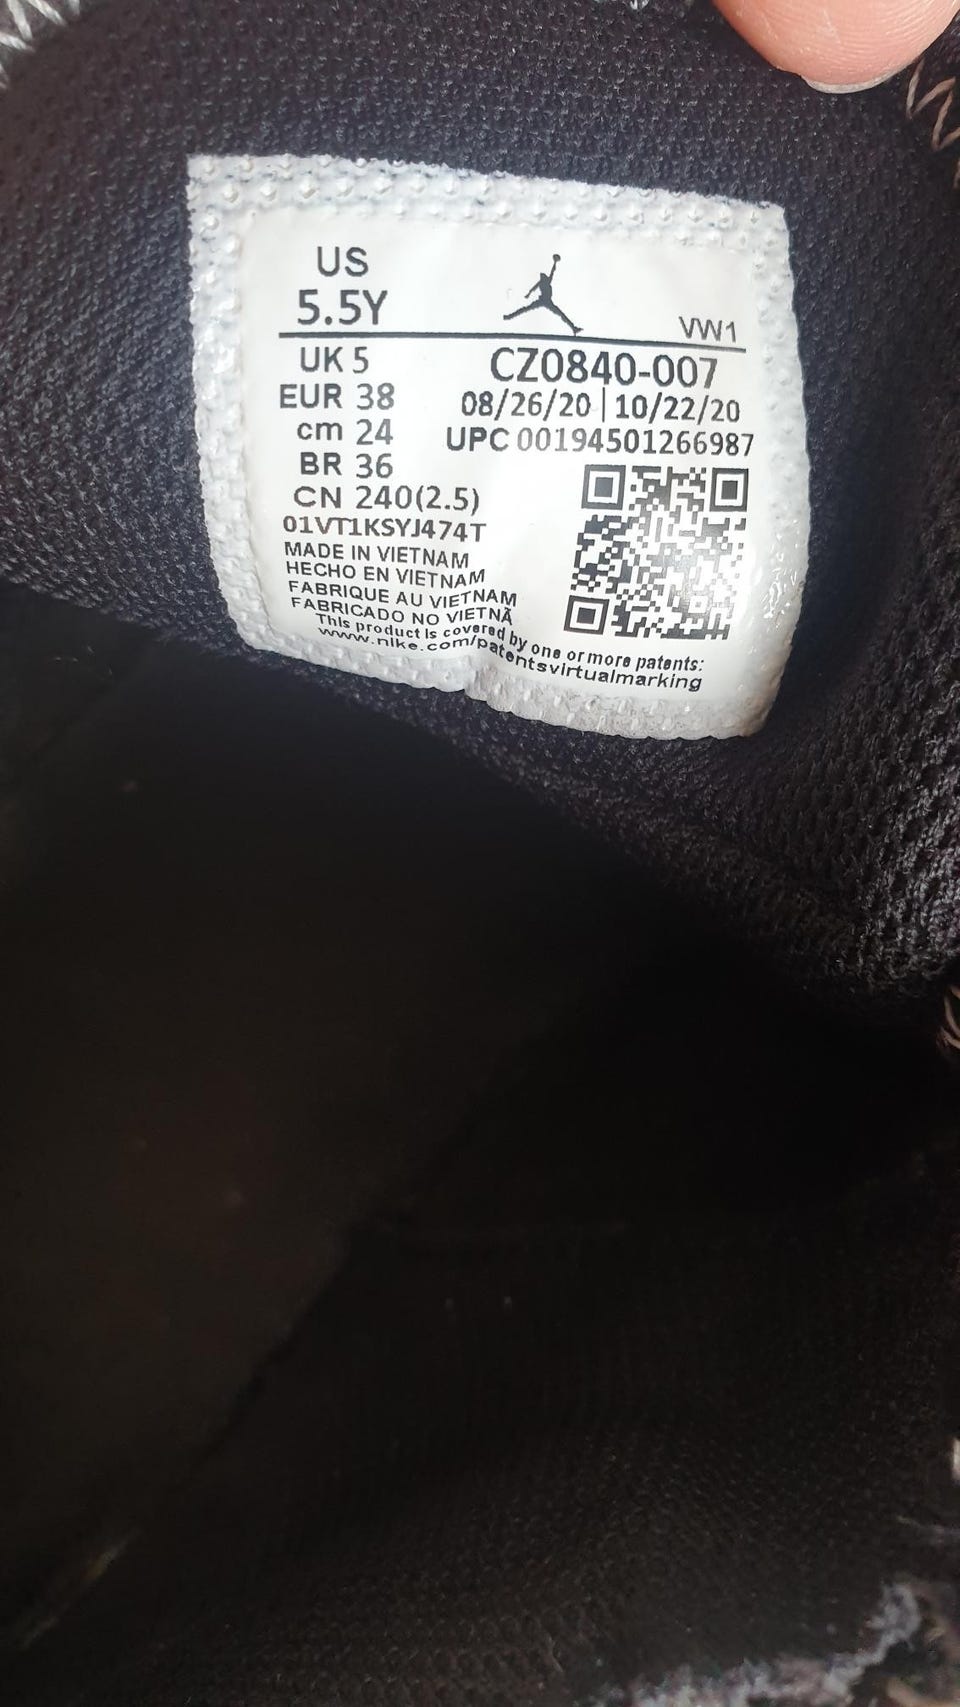 US
5.5Y
VW1
UK 5
CZ0840-007
EUR 38
08/26/20 | 10/22/20
cm 24
UPC 00194501266987
BR 36
CN 240(2.5)
01VT1KSYJ474T
MADE IN VIETNAM
HECHO EN VIETNAM
FABRIQUE AU VIETNAM
FABRICADO NO VIETNÃ
This product is covered by one or more patents:
www.nike.com/patentsvirtualmarking